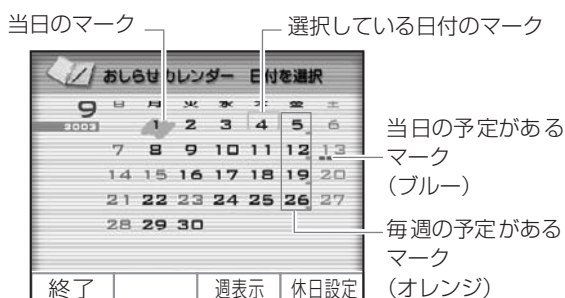 当日のマーク
選択している日付のマーク
おしらせカレンダー 日付を選択
9
2003
日 月 火 水 木 金 土
1 2 3 4 5 6
7 8 9 10 11 12 13
14 15 16 17 18 19 20
21 22 23 24 25 26 27
28 29 30
終了 週表示 休日設定
当日の予定がある
マーク
(ブルー)
毎週の予定がある
マーク
(オレンジ)